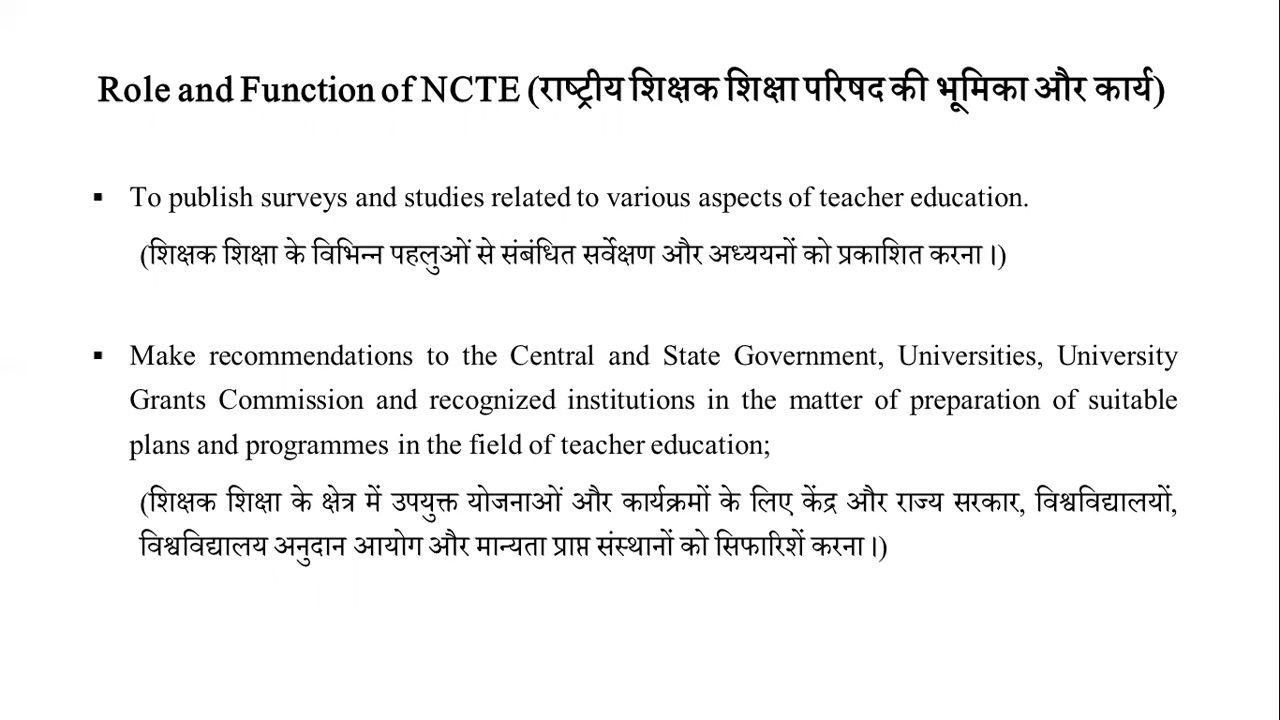 Role and Function of NCTE (राष्ट्रीय शिक्षक शिक्षा परिषद की भूमिका और कार्य)
▪ To publish surveys and studies related to various aspects of teacher education.
(शिक्षक शिक्षा के विभिन्न पहलुओं से संबंधित सर्वेक्षण और अध्ययनों को प्रकाशित करना।)
▪ Make recommendations to the Central and State Government, Universities, University
Grants Commission and recognized institutions in the matter of preparation of suitable
plans and programmes in the field of teacher education;
(शिक्षक शिक्षा के क्षेत्र में उपयुक्त योजनाओं और कार्यक्रमों के लिए केंद्र और राज्य सरकार, विश्वविद्यालयों,
विश्वविद्यालय अनुदान आयोग और मान्यता प्राप्त संस्थानों को सिफारिशें करना।)